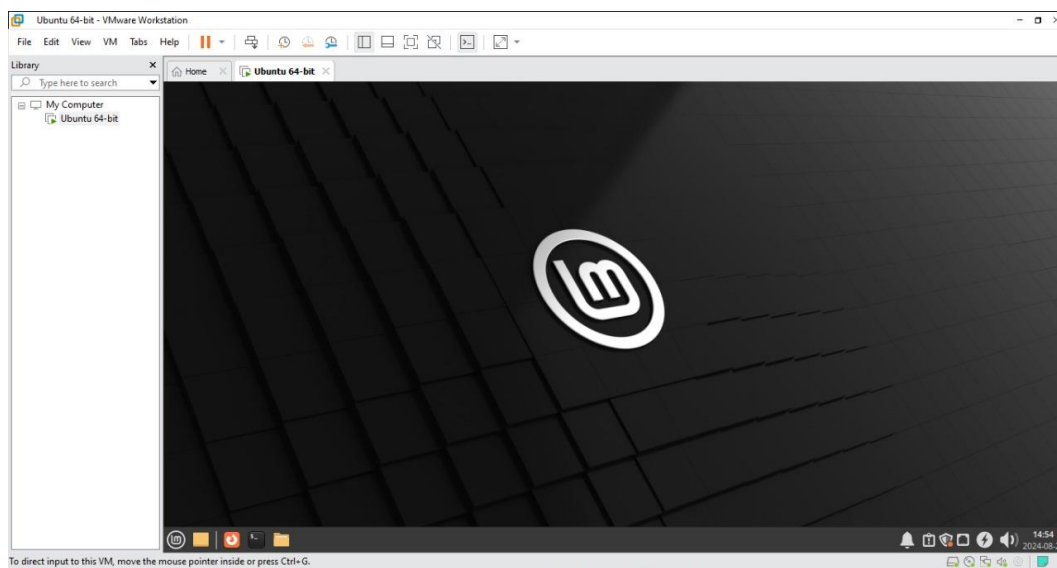 Ubuntu 64-bit - VMware Workstation
File Edit View VM Tabs Help
Library
Type here to search
My Computer
Ubuntu 64-bit
Home
Ubuntu 64-bit
lm
lm
14:54
2024-08-
To direct input to this VM, move the mouse pointer inside or press Ctrl+G.